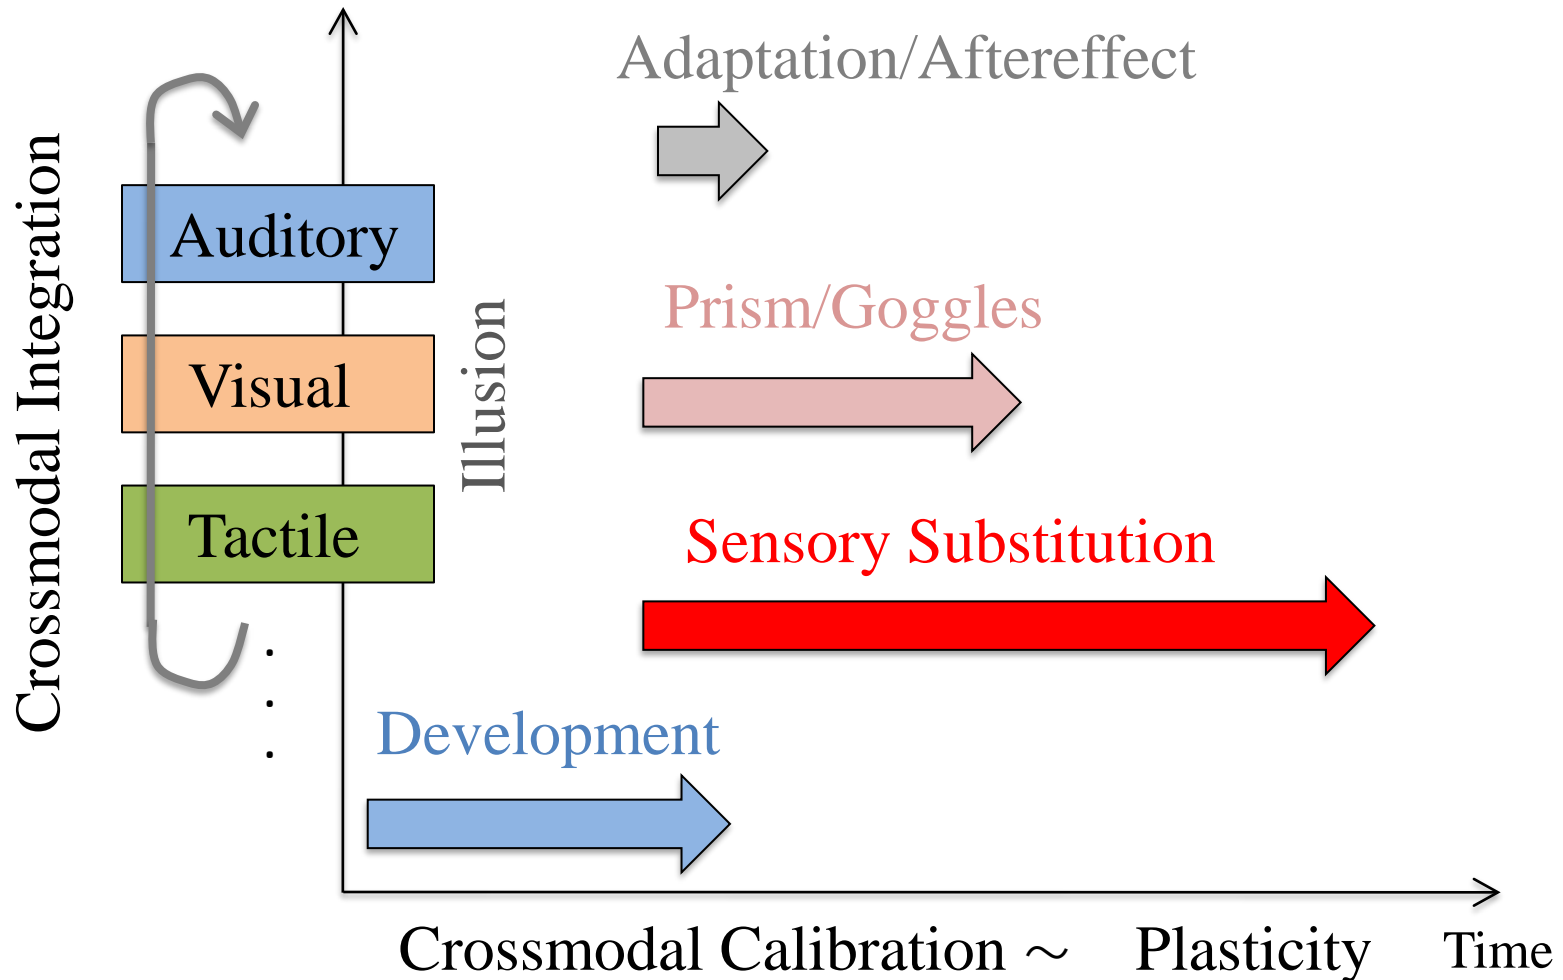 Crossmodal Integration
Auditory
Visual
Tactile
.
.
.
Illusion
Adaptation/Aftereffect
Prism/Goggles
Sensory Substitution
Development
Crossmodal Calibration ~ Plasticity
Time